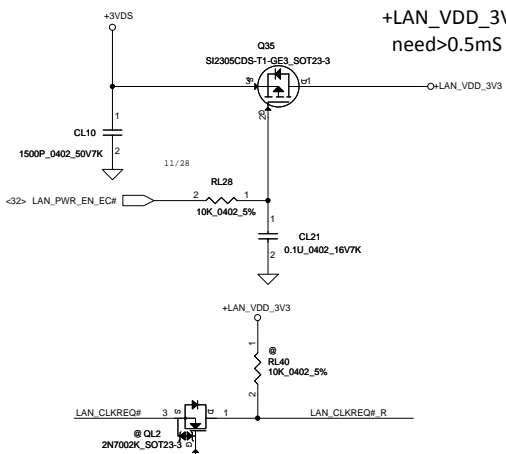 +3VDS
+LAN_VDD_3V
need>0.5mS
Q35
SI2305CDS-T1-GE3_SOT23-3
S
3
D
1
G
2
+LAN_VDD_3V3
1
CL10
2
1500P_0402_50V7K
11/28
RL28
<32> LAN_PWR_EN_EC#
2
1
10K_0402_5%
1
CL21
0.1U_0402_16V7K
2
+LAN_VDD_3V3
1
@
RL40
10K_0402_5%
2
LAN_CLKREQ#
3
S
D
1
LAN_CLKREQ#_R
@ QL2
G
2N7002K_SOT23-3